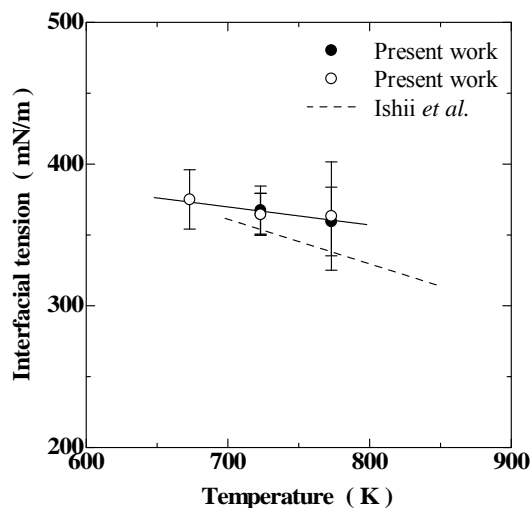 500
Present work
Present work
Ishii et al.
400
300
200
600
700
800
900
Interfacial tension ( mN/m )
Temperature ( K )